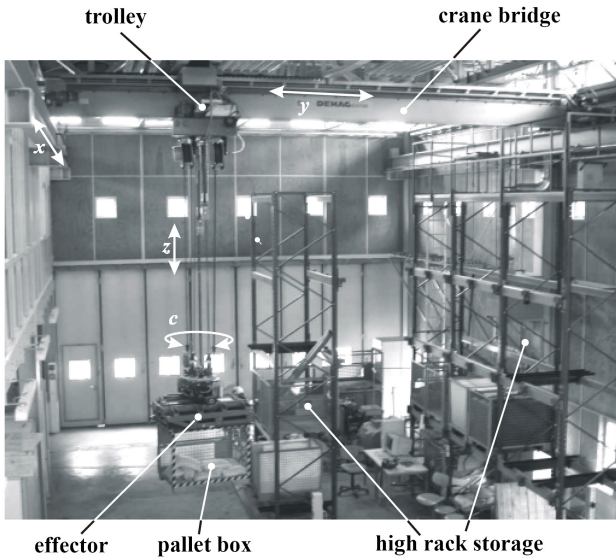 trolley
crane bridge
y
DEMAG
x
z
c
effector
pallet box
high rack storage